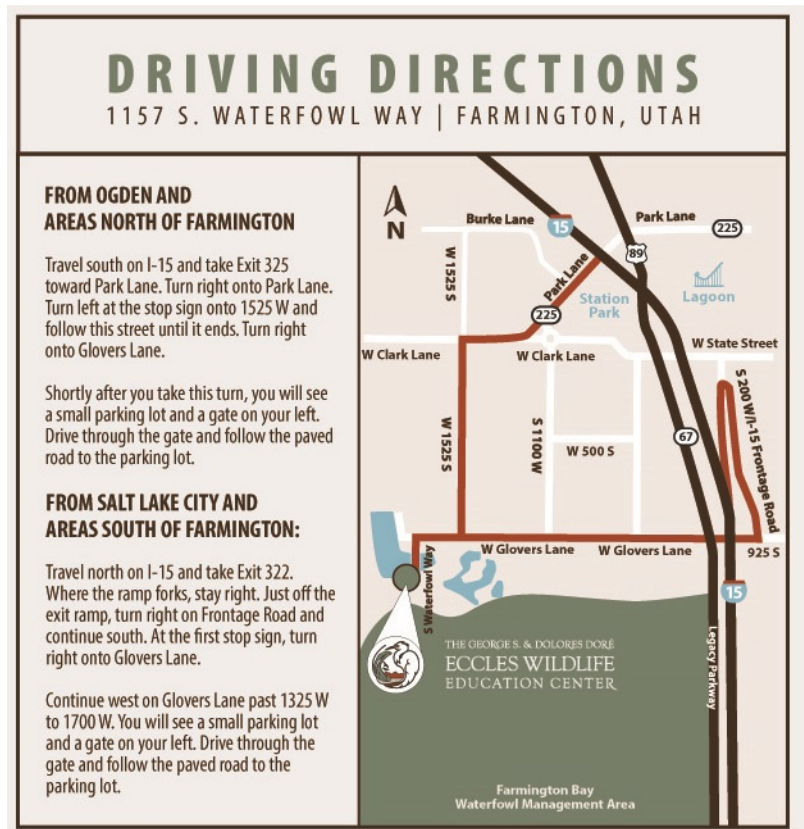 DRIVING DIRECTIONS
1157 S. WATERFOWL WAY | FARMINGTON, UTAH
FROM OGDEN AND
AREAS NORTH OF FARMINGTON
Travel south on I-15 and take Exit 325
toward Park Lane. Turn right onto Park Lane.
Turn left at the stop sign onto 1525 W and
follow this street until it ends. Turn right
onto Glovers Lane.
Shortly after you take this turn, you will see
a small parking lot and a gate on your left.
Drive through the gate and follow the paved
road to the parking lot.
FROM SALT LAKE CITY AND
AREAS SOUTH OF FARMINGTON:
Travel north on I-15 and take Exit 322.
Where the ramp forks, stay right. Just off the
exit ramp, turn right on Frontage Road and
continue south. At the first stop sign, turn
right onto Glovers Lane.
Continue west on Glovers Lane past 1325 W
to 1700 W. You will see a small parking lot
and a gate on your left. Drive through the
gate and follow the paved road to the
parking lot.
N
Burke Lane
15
Park Lane
225
89
W 1525 S
Park Lane
Station
Park
Lagoon
225
W Clark Lane
W Clark Lane
W State Street
W 1525 S
S 1100 W
W 500 S
67
S 200 W/I-15 Frontage Road
W Glovers Lane
W Glovers Lane
925 S
S Waterfowl Way
15
Legacy Parkway
THE GEORGE S. & DOLORES DORÉ
ECCLES WILDLIFE
EDUCATION CENTER
Farmington Bay
Waterfowl Management Area